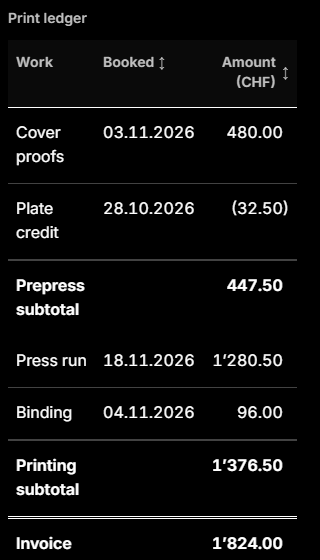 Print ledger
Work Booked ↕ Amount (CHF) ↕
Cover proofs 03.11.2026 480.00
Plate credit 28.10.2026 (32.50)
Prepress subtotal 447.50
Press run 18.11.2026 1’280.50
Binding 04.11.2026 96.00
Printing subtotal 1’376.50
Invoice 1’824.00